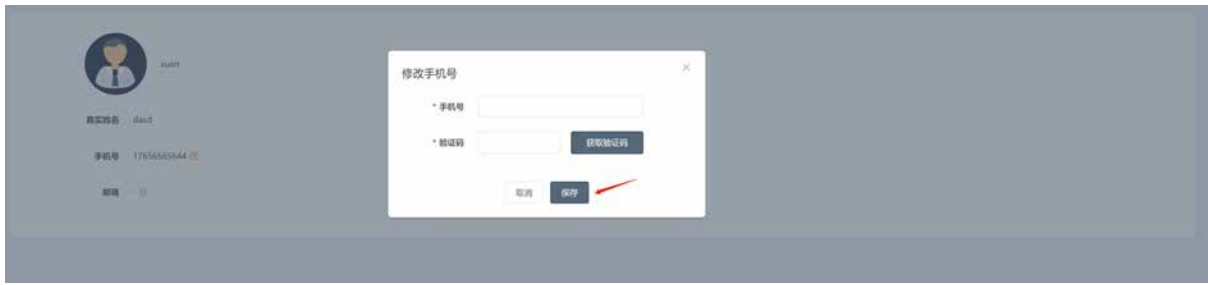 xuan
修改手机号
* 手机号
* 验证码
获取验证码
真实姓名
手机号 17656565644
邮箱
取消
保存